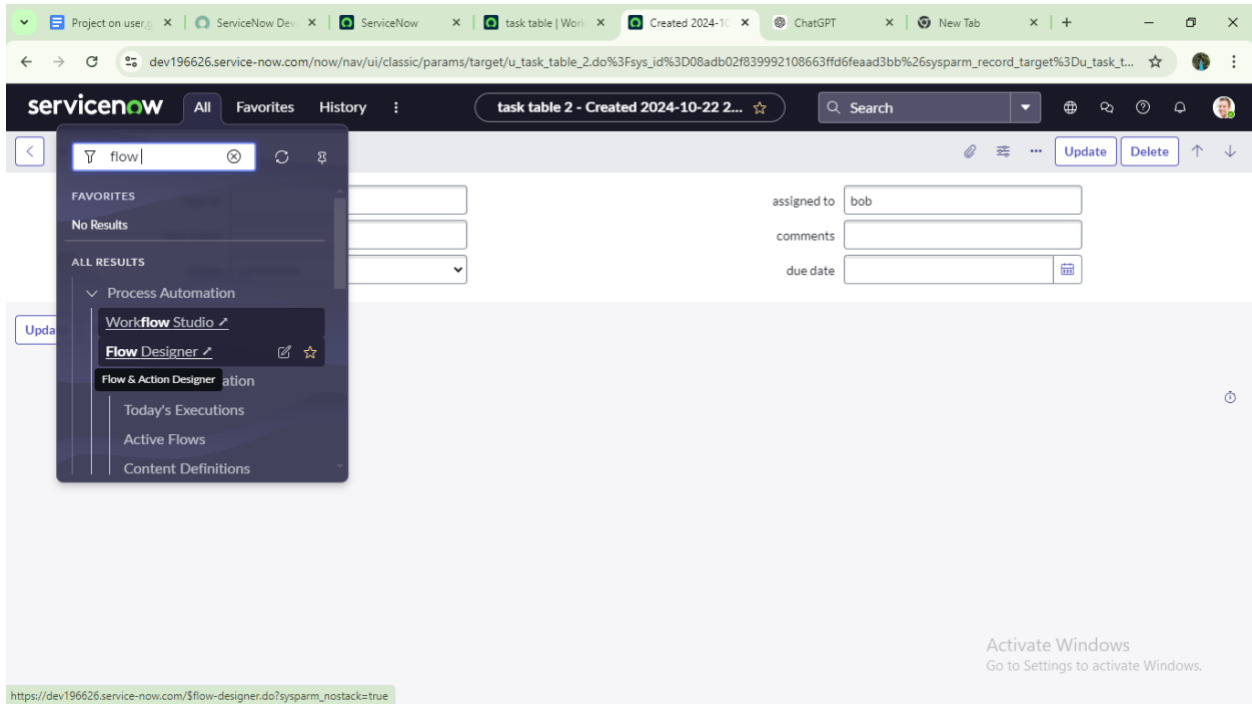 Project on user,g
ServiceNow Dev
ServiceNow
task table | Work
Created 2024-10
ChatGPT
New Tab
dev196626.service-now.com/now/nav/ui/classic/params/target/u_task_table_2.do%3Fsys_id%3D08adb02f839992108663ffd6feaad3bb%26sysparm_record_target%3Du_task_t...
servicenow All Favorites History task table 2 - Created 2024-10-22 2... Search
flow Update Delete
FAVORITES
No Results
assigned to bob
comments
due date
ALL RESULTS
Process Automation
Workflow Studio
Upda
Flow Designer
Flow & Action Designer ation
Today's Executions
Active Flows
Content Definitions
Activate Windows
Go to Settings to activate Windows.
https://dev196626.service-now.com/$flow-designer.do?sysparm_nostack=true